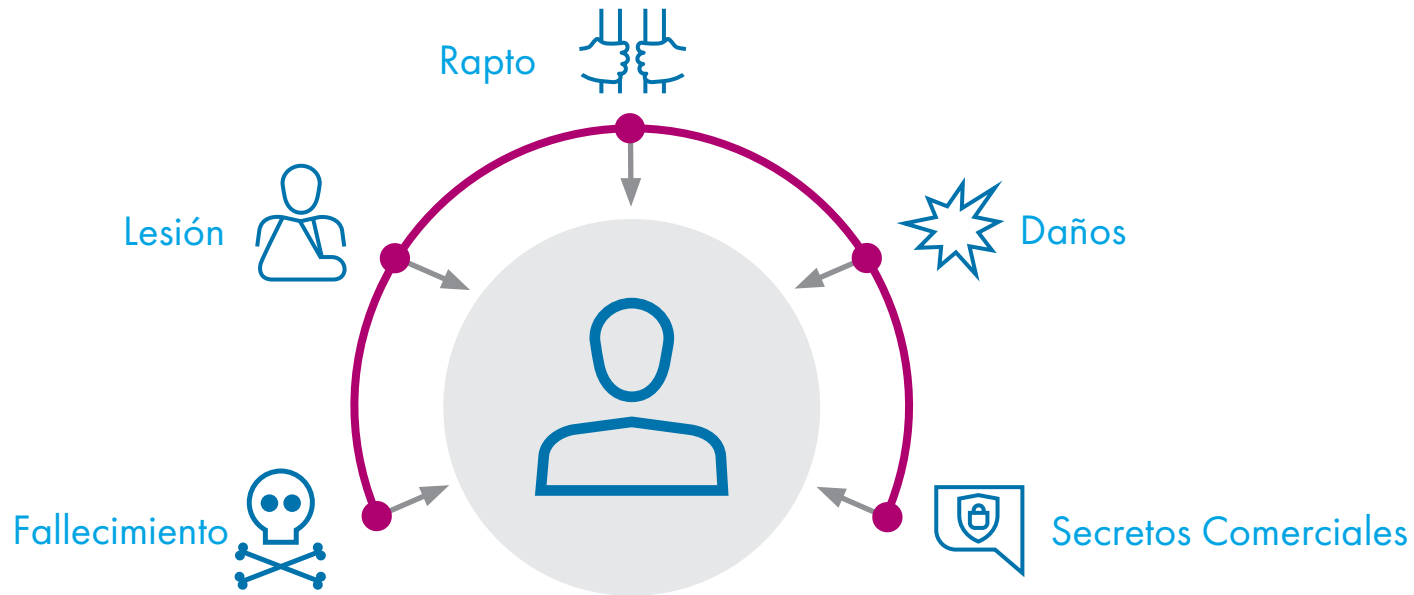 Rapto
Lesión
Daños
Fallecimiento
Secretos Comerciales